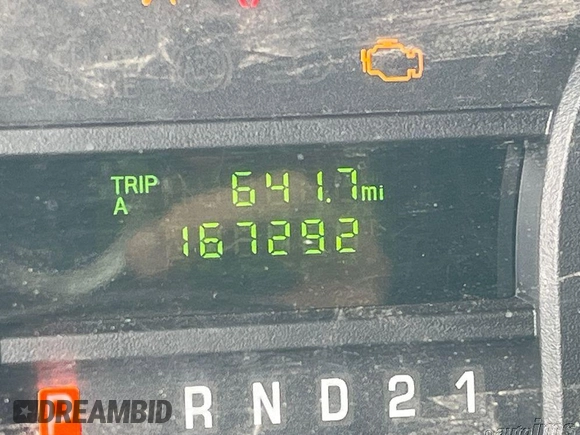 TRIP 641.7 mi
A
167292
P R N D 2 1
DREAMBID